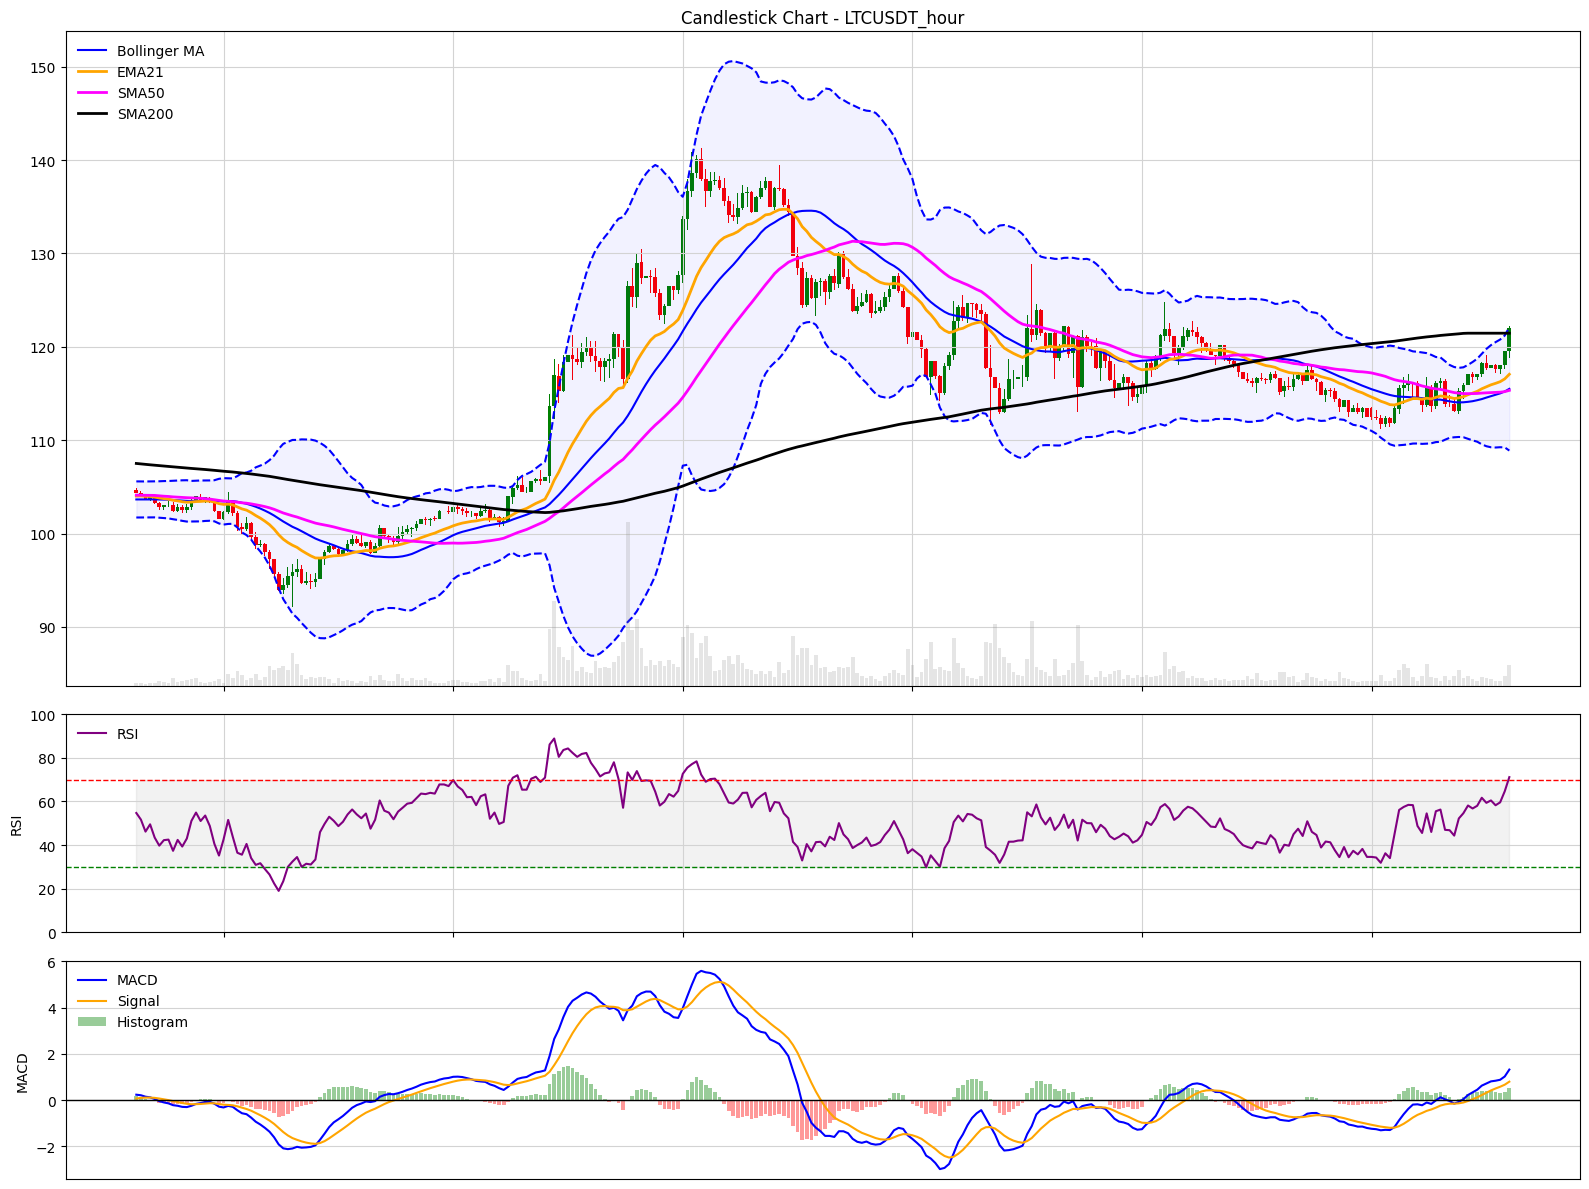 Candlestick Chart - LTCUSDT_hour
Bollinger MA
EMA21
SMA50
SMA200
150
140
130
120
110
100
90
RSI
100
80
60
40
20
0
RSI
MACD
Signal
Histogram
6
4
2
0
−2
MACD